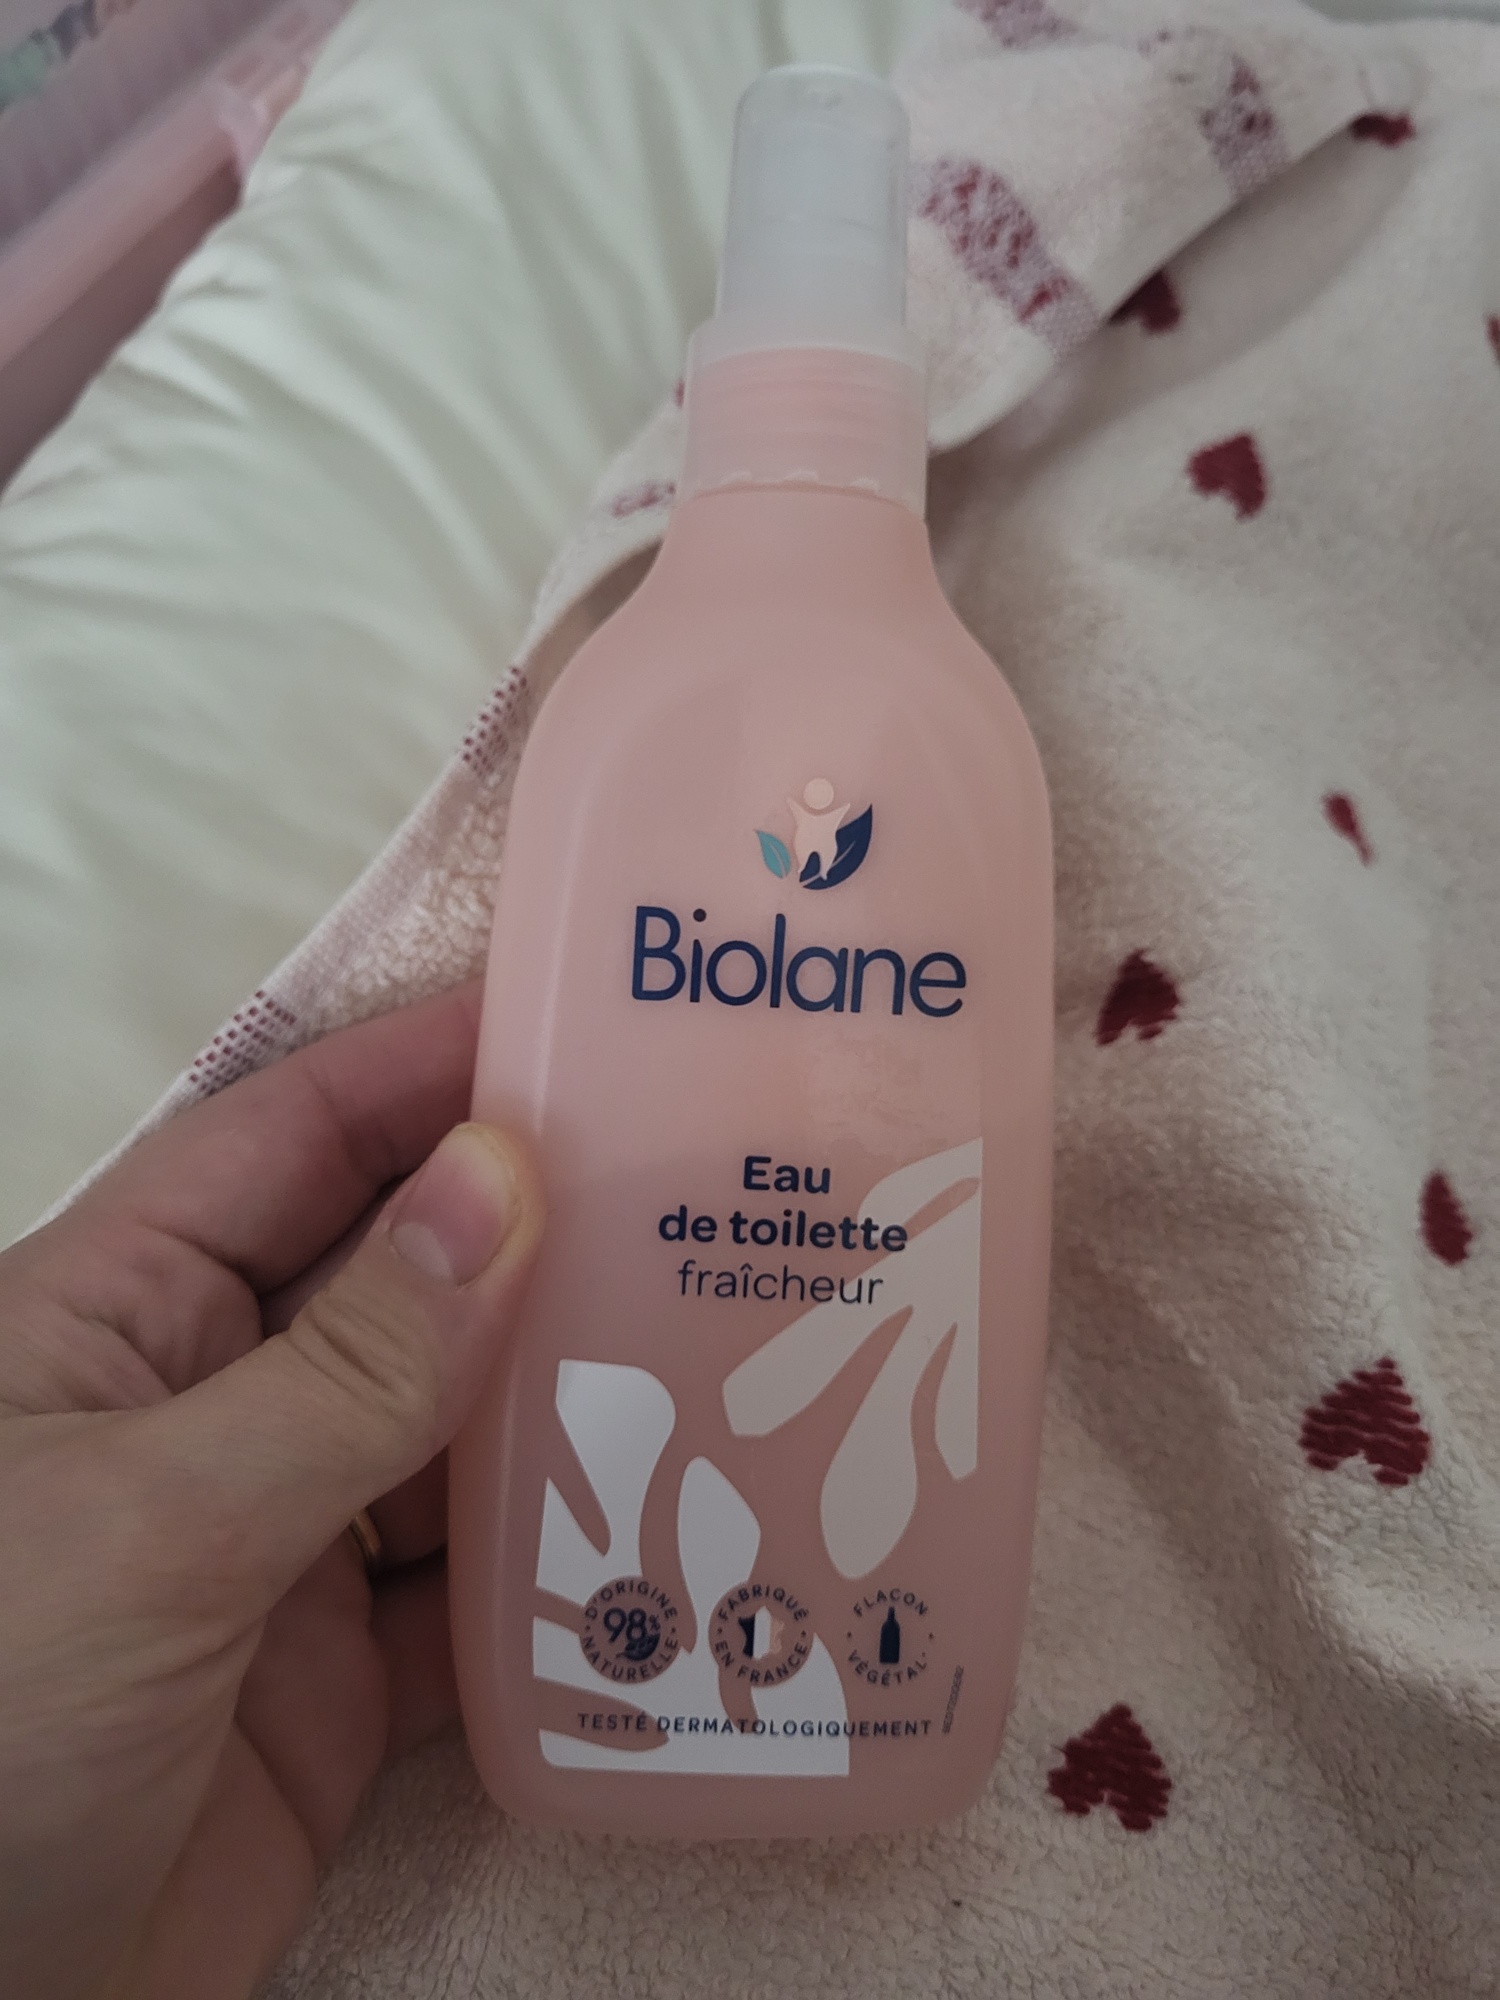 Biolane
Eau
de toilette
fraîcheur
D'ORIGINE
98%
NATURELLE
FABRIQUÉ
EN FRANCE
FLACON
VÉGÉTAL
TESTÉ DERMATOLOGIQUEMENT